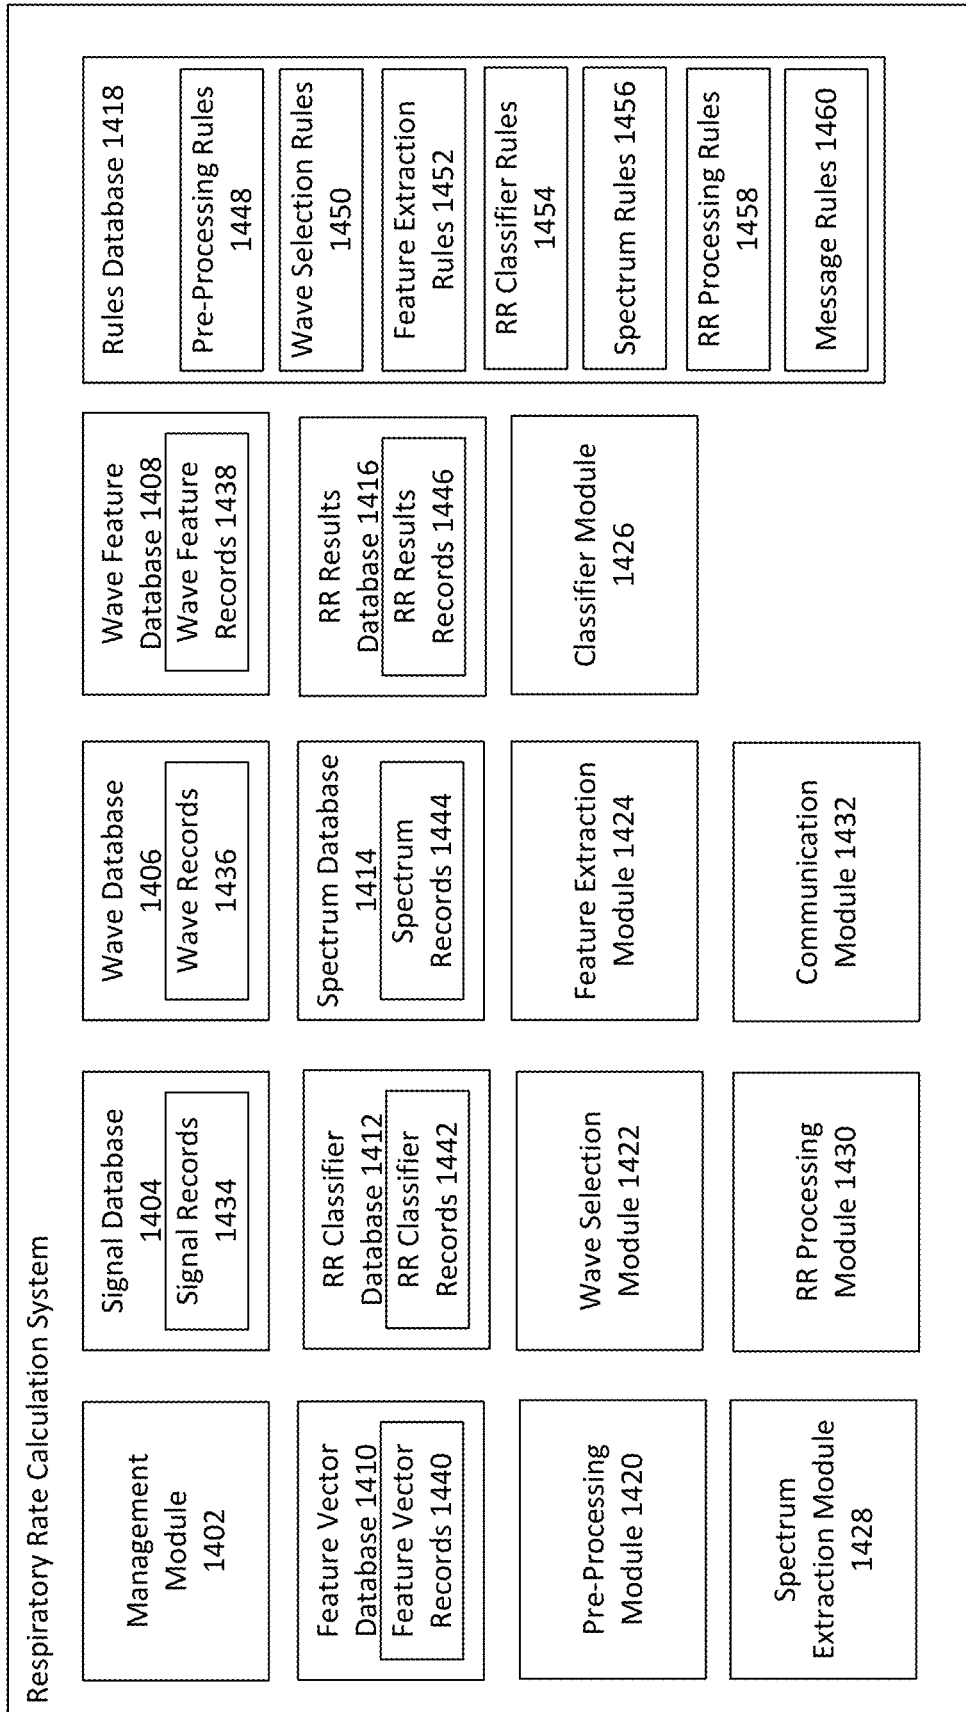 Respiratory Rate Calculation System
Management
Module
1402
Signal Database
1404
Signal Records
1434
Wave Database
1406
Wave Records
1436
Wave Feature
Database 1408
Wave Feature
Records 1438
Rules Database 1418
Pre-Processing Rules
1448
Wave Selection Rules
1450
Feature Extraction
Rules 1452
RR Classifier Rules
1454
Spectrum Rules 1456
RR Processing Rules
1458
Message Rules 1460
Feature Vector
Database 1410
Feature Vector
Records 1440
RR Classifier
Database 1412
RR Classifier
Records 1442
Spectrum Database
1414
Spectrum
Records 1444
RR Results
Database 1416
RR Results
Records 1446
Pre-Processing
Module 1420
Wave Selection
Module 1422
Feature Extraction
Module 1424
Classifier Module
1426
Spectrum
Extraction Module
1428
RR Processing
Module 1430
Communication
Module 1432